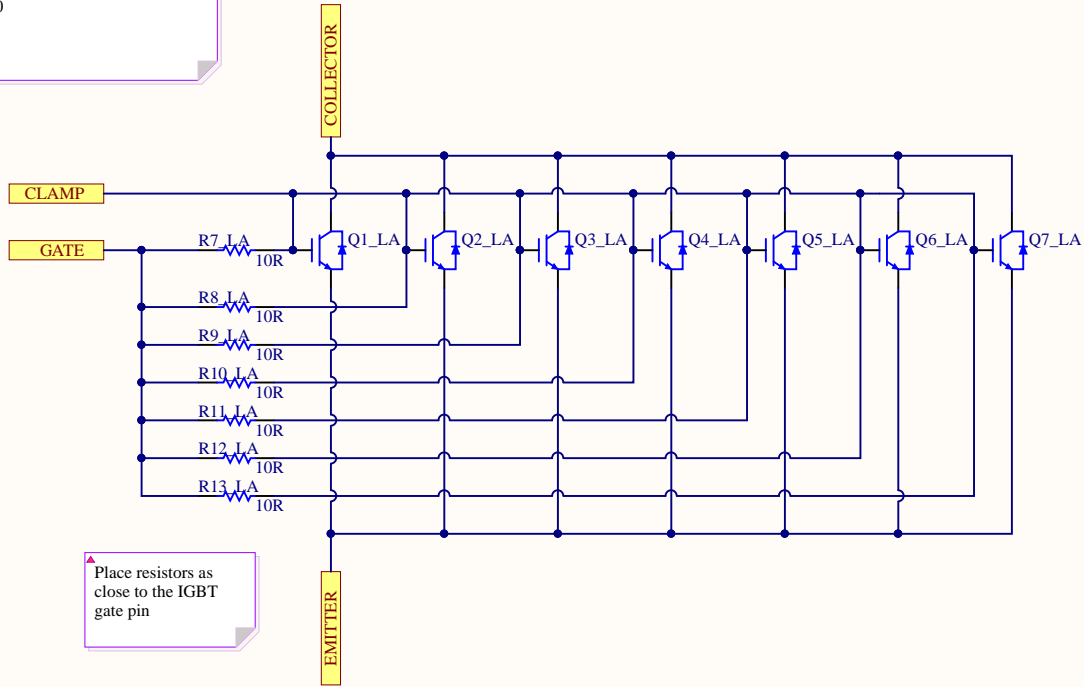 COLLECTOR
CLAMP
GATE
R7_LA
10R
Q1_LA
Q2_LA
Q3_LA
Q4_LA
Q5_LA
Q6_LA
Q7_LA
R8_LA
10R
R9_LA
10R
R10_LA
10R
R11_LA
10R
R12_LA
10R
R13_LA
10R
Place resistors as
close to the IGBT
gate pin
EMITTER